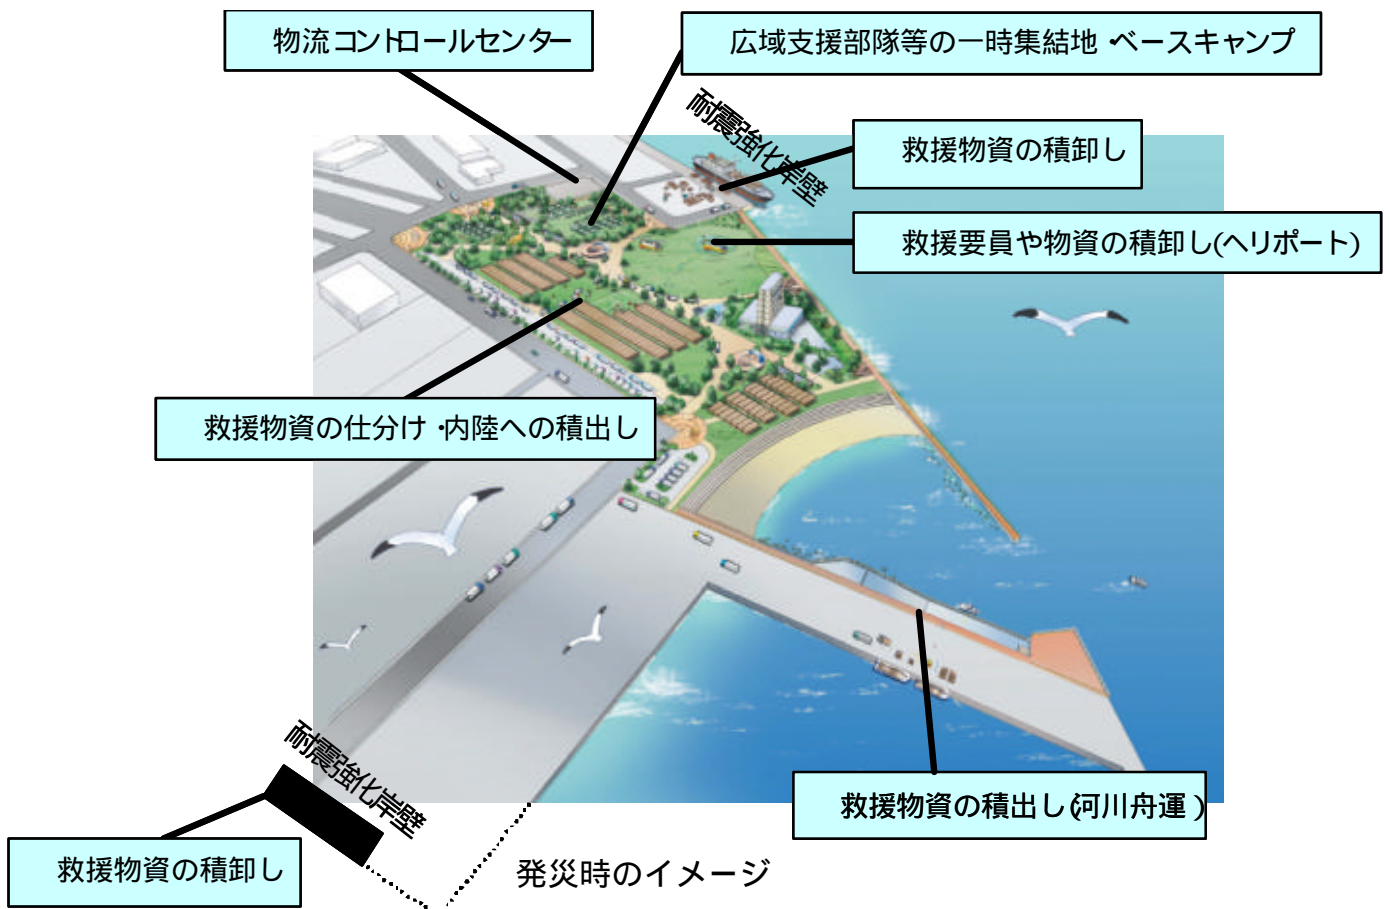 物流コントロールセンター
広域支援部隊等の一時集結地・ベースキャンプ
耐震強化岸壁
救援物資の積卸し
救援要員や物資の積卸し(ヘリポート)
救援物資の仕分け・内陸への積出し
耐震強化岸壁
救援物資の積出し(河川舟運)
救援物資の積卸し
発災時のイメージ